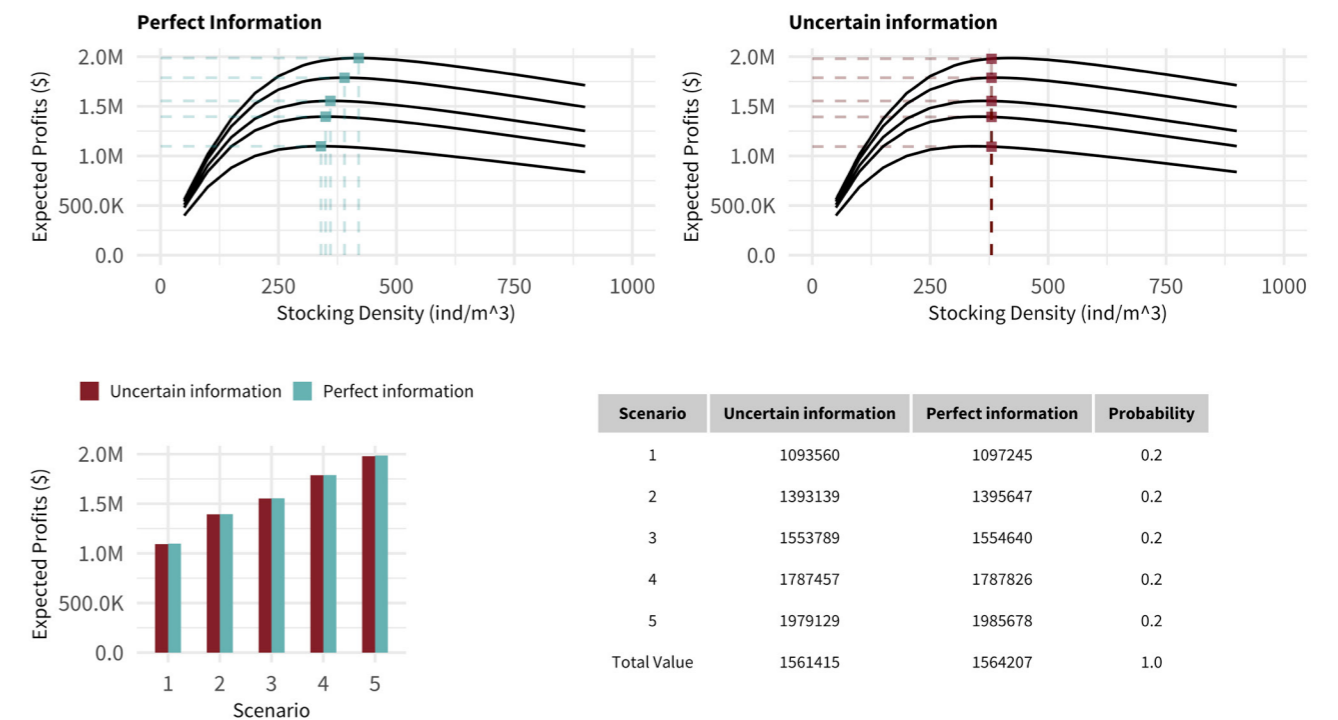 Perfect Information
Expected Profits ($)
2.0M
1.5M
1.0M
500.0K
0.0
0 250 500 750 1000
Stocking Density (ind/m^3)
Uncertain information
Expected Profits ($)
2.0M
1.5M
1.0M
500.0K
0.0
0 250 500 750 1000
Stocking Density (ind/m^3)
Uncertain information Perfect information
Expected Profits ($)
2.0M
1.5M
1.0M
500.0K
0.0
1 2 3 4 5
Scenario
Scenario Uncertain information Perfect information Probability
1 1093560 1097245 0.2
2 1393139 1395647 0.2
3 1553789 1554640 0.2
4 1787457 1787826 0.2
5 1979129 1985678 0.2
Total Value 1561415 1564207 1.0